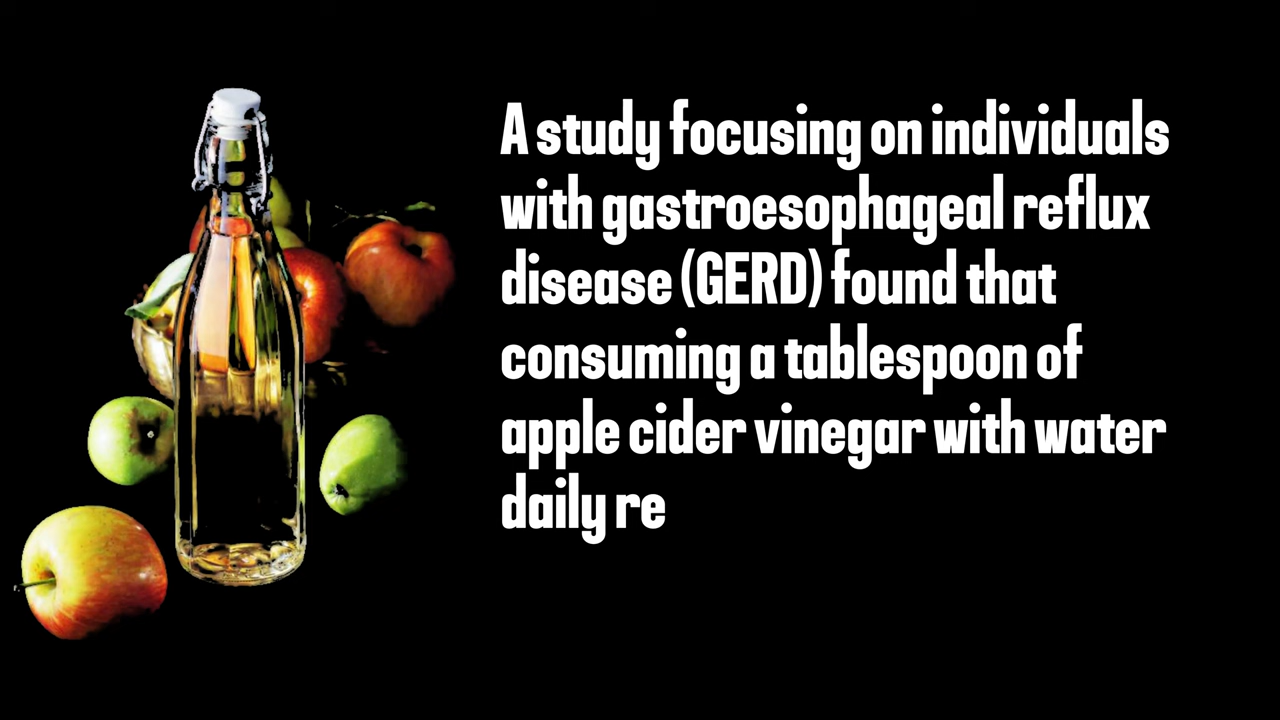 A study focusing on individuals
with gastroesophageal reflux
disease (GERD) found that
consuming a tablespoon of
apple cider vinegar with water
daily re